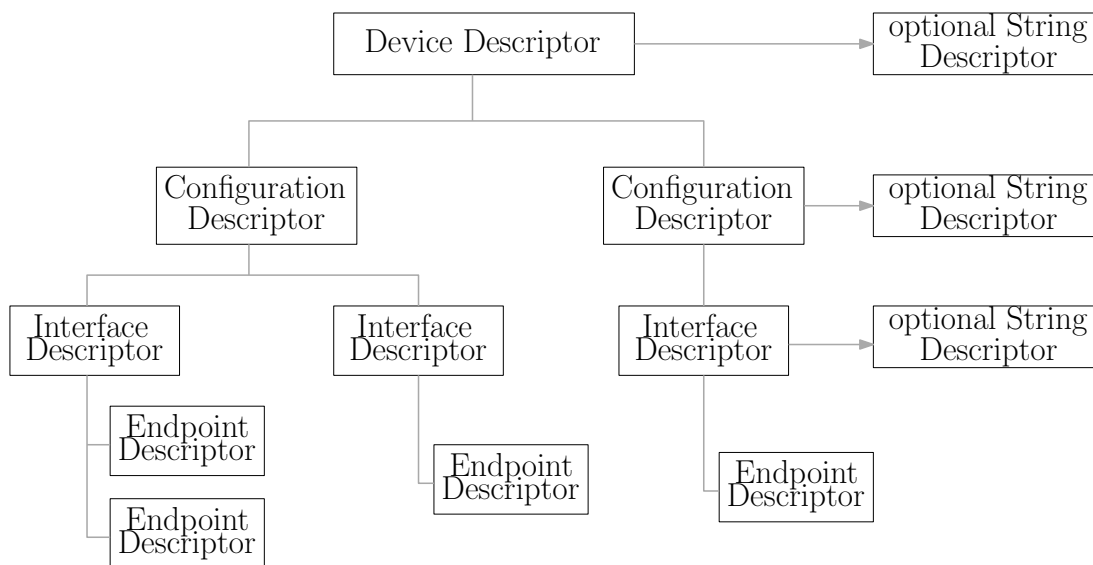 Device Descriptor
optional String
Descriptor
Configuration
Descriptor
Configuration
Descriptor
optional String
Descriptor
Interface
Descriptor
Interface
Descriptor
Interface
Descriptor
optional String
Descriptor
Endpoint
Descriptor
Endpoint
Descriptor
Endpoint
Descriptor
Endpoint
Descriptor